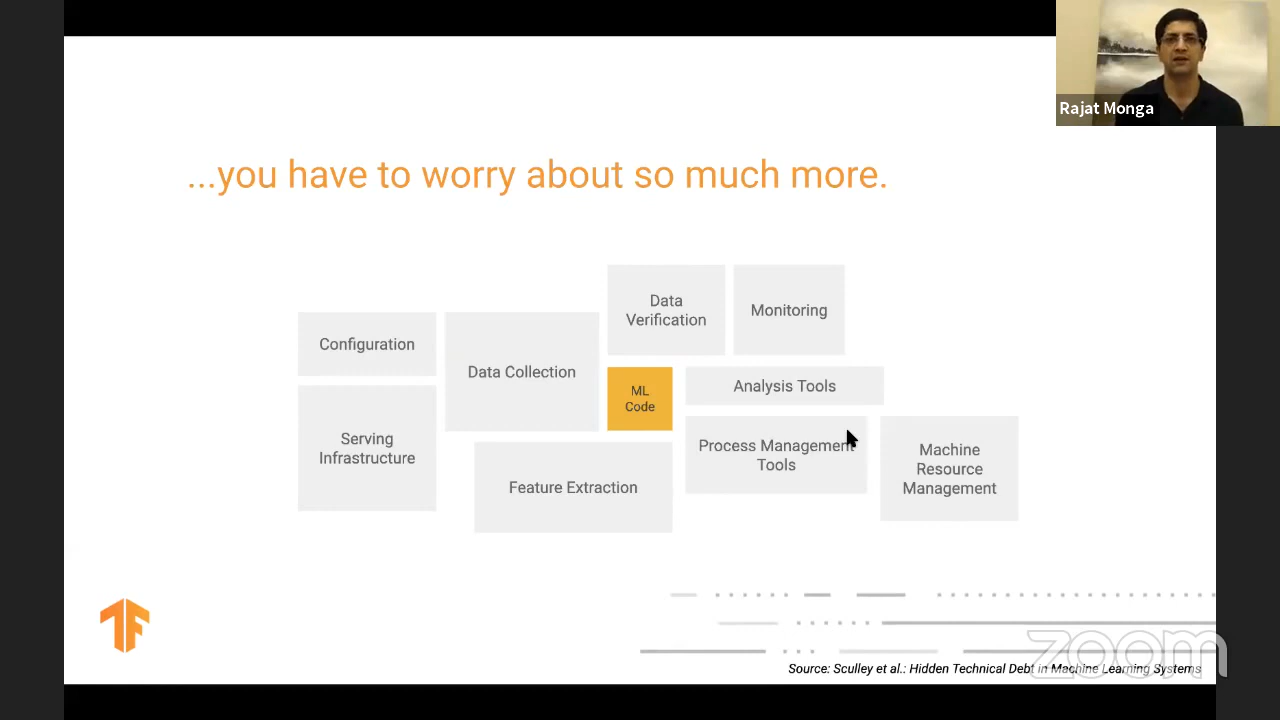 Rajat Monga
...you have to worry about so much more.
Data
Verification
Monitoring
Configuration
Data Collection
ML
Code
Analysis Tools
Serving
Infrastructure
Feature Extraction
Process Management
Tools
Machine
Resource
Management
zoom
Source: Sculley et al.: Hidden Technical Debt in Machine Learning Systems